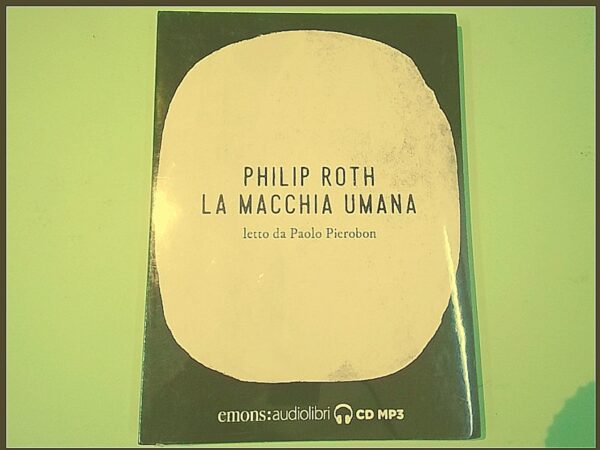 PHILIP ROTH
LA MACCHIA UMANA
letto da Paolo Pierobon
emons:audiolibri CD MP3